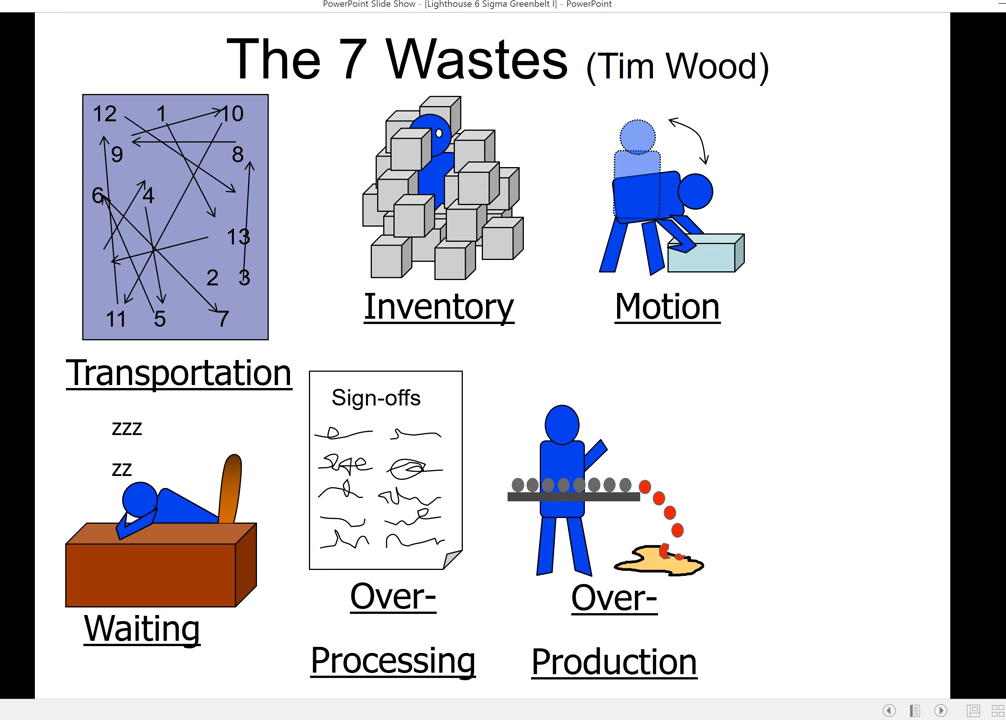 PowerPoint Slide Show - [Lighthouse 6 Sigma Greenbelt I] - PowerPoint
The 7 Wastes (Tim Wood)
12 1 10
9 8
6 4
13
2 3
11 5 7
Transportation
Inventory
Motion
zzz
zz
Waiting
Sign-offs
Over-
Processing
Over-
Production